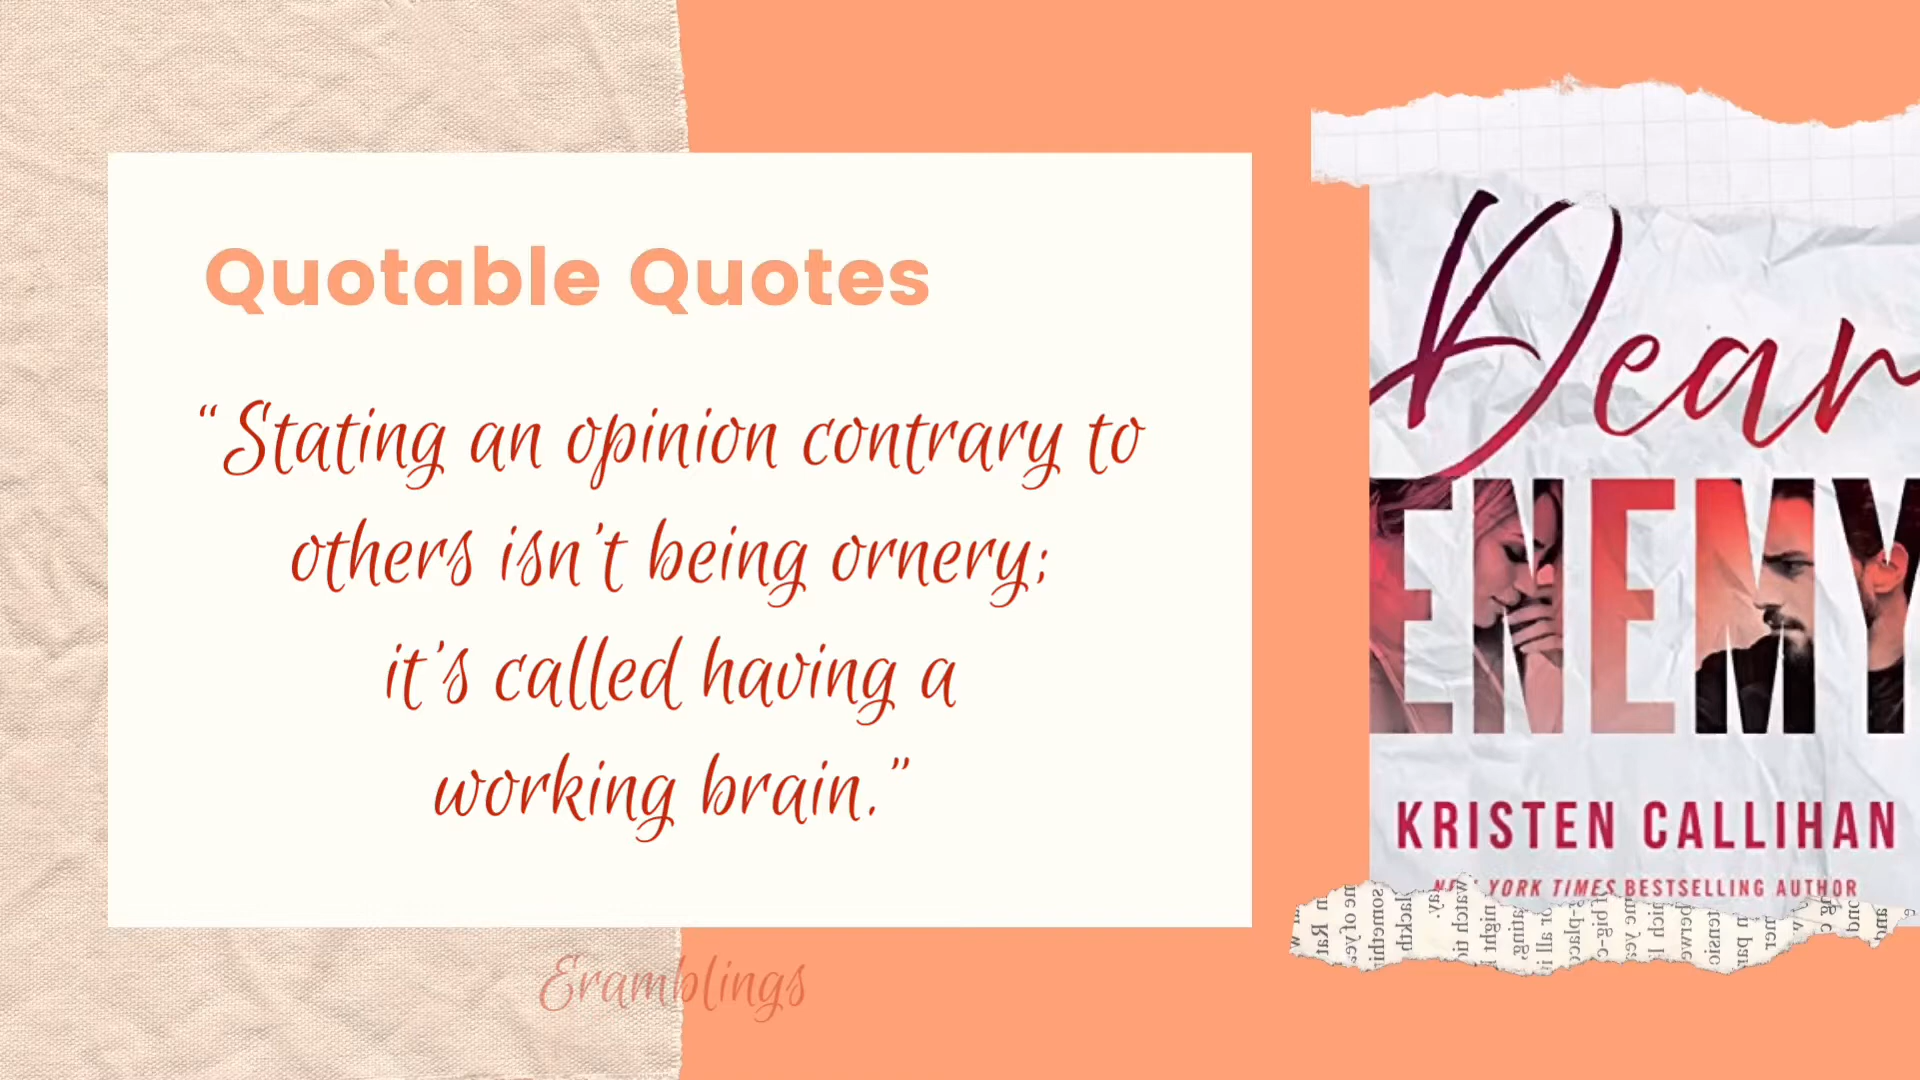 Quotable Quotes
“Stating an opinion contrary to
others isn't being ornery;
it's called having a
working brain.”
Eramblings
Dear
ENEMY
KRISTEN CALLIHAN
YORK TIMES BESTSELLING AUTHOR